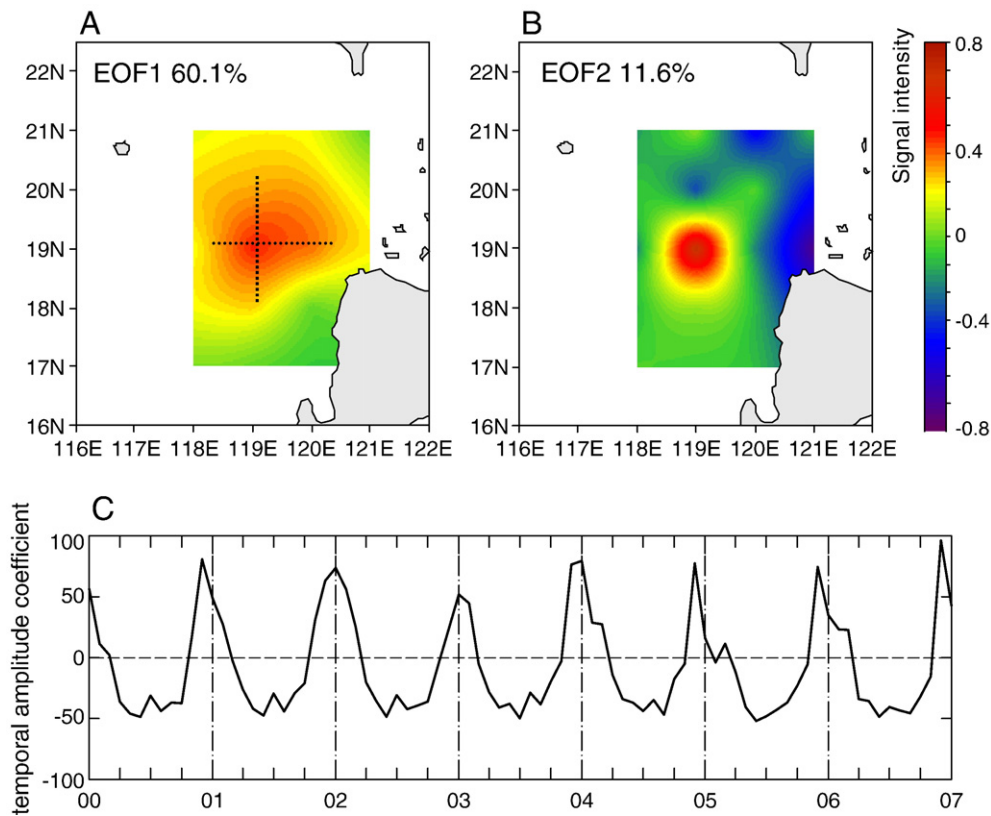 A
B
EOF1 60.1%
EOF2 11.6%
22N
21N
20N
19N
18N
17N
16N
116E 117E 118E 119E 120E 121E 122E
22N
21N
20N
19N
18N
17N
16N
116E 117E 118E 119E 120E 121E 122E
Signal intensity
0.8
0.4
0
-0.4
-0.8
C
temporal amplitude coefficient
100
50
0
-50
-100
00 01 02 03 04 05 06 07